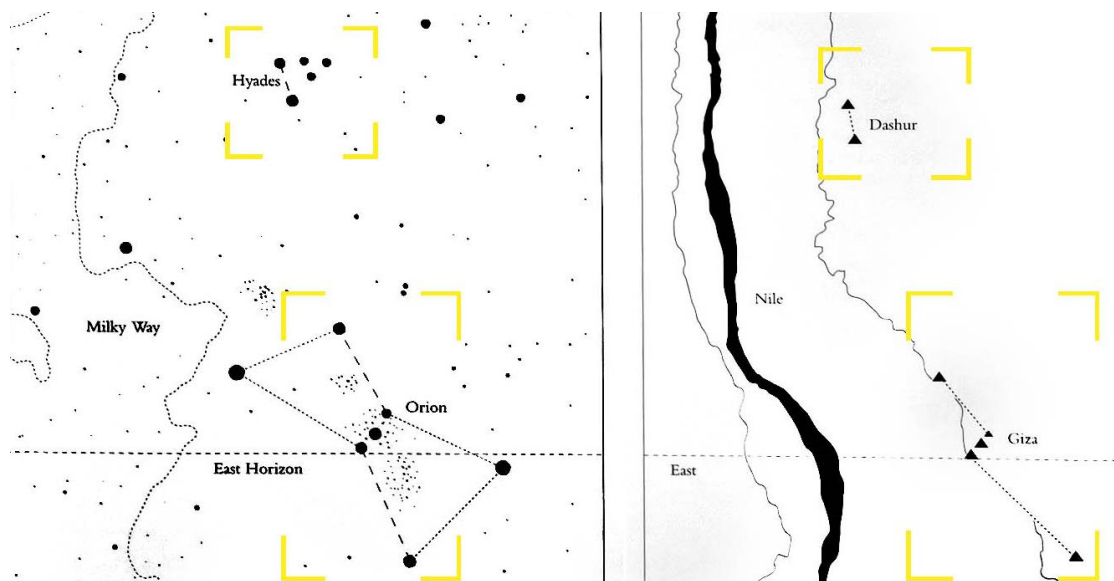 Hyades
Milky Way
Orion
East Horizon
Dashur
Nile
Giza
East